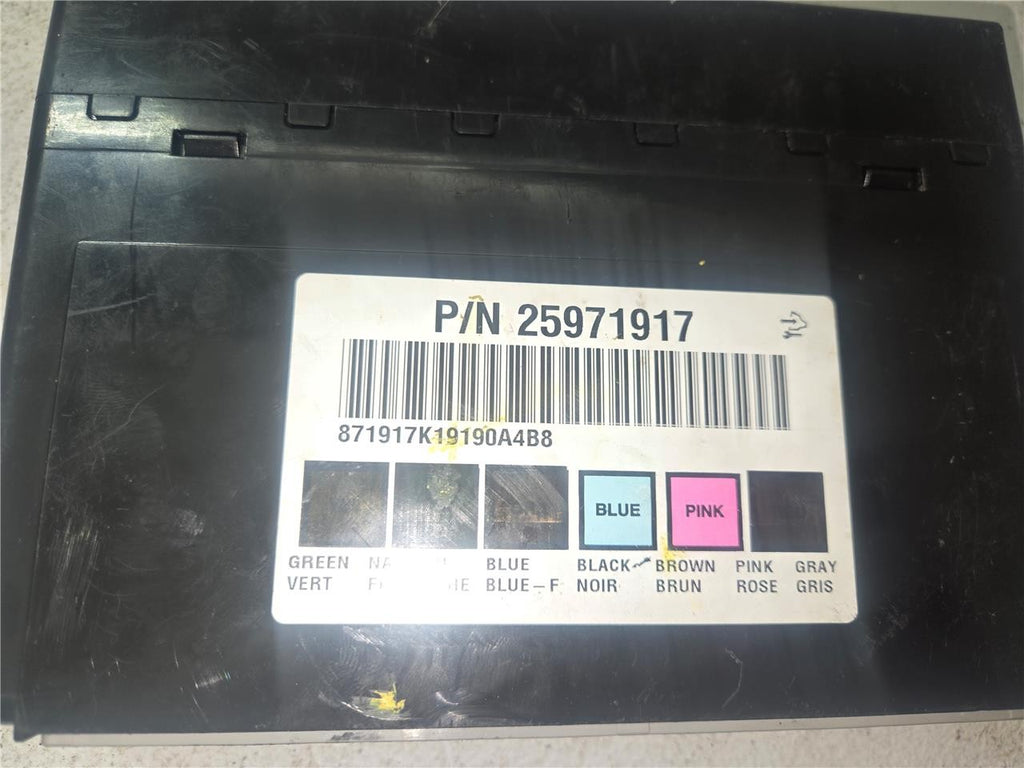 P/N 25971917
871917K19190A4B8
BLUE PINK
GREEN BLUE BLACK BROWN PINK GRAY
VERT BLUE-F NOIR BRUN ROSE GRIS